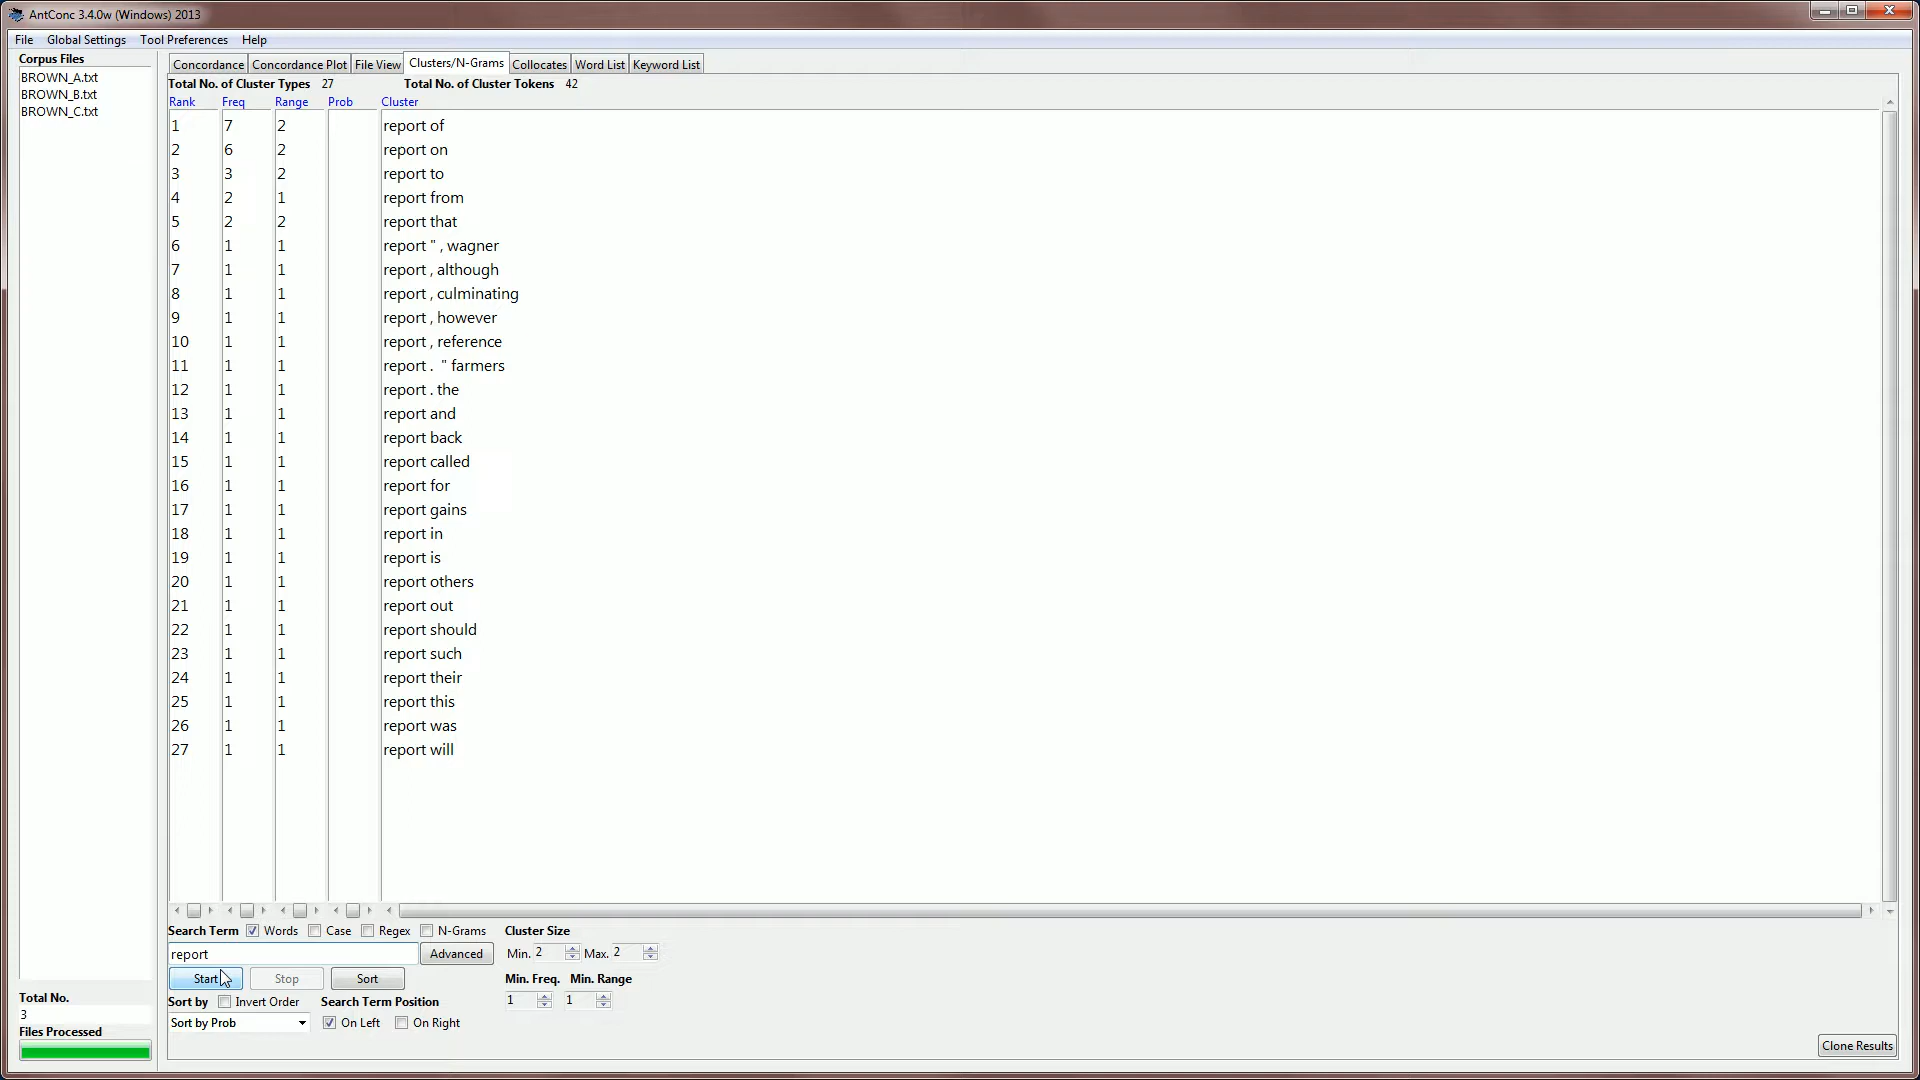 AntConc 3.4.0w (Windows) 2013
File Global Settings Tool Preferences Help
Corpus Files
BROWN_A.txt
BROWN_B.txt
BROWN_C.txt
Concordance Concordance Plot File View Clusters/N-Grams Collocates Word List Keyword List
Total No. of Cluster Types 27 Total No. of Cluster Tokens 42
Rank Freq Range Prob Cluster
1 7 2 report of
2 6 2 report on
3 3 2 report to
4 2 1 report from
5 2 2 report that
6 1 1 report " , wagner
7 1 1 report , although
8 1 1 report , culminating
9 1 1 report , however
10 1 1 report , reference
11 1 1 report . " farmers
12 1 1 report . the
13 1 1 report and
14 1 1 report back
15 1 1 report called
16 1 1 report for
17 1 1 report gains
18 1 1 report in
19 1 1 report is
20 1 1 report others
21 1 1 report out
22 1 1 report should
23 1 1 report such
24 1 1 report their
25 1 1 report this
26 1 1 report was
27 1 1 report will
Search Term Words Case Regex N-Grams Cluster Size
report Advanced Min. 2 Max. 2
Start Stop Sort Min. Freq. Min. Range
Sort by Invert Order Search Term Position 1 1
Sort by Prob On Left On Right
Total No.
3
Files Processed
Clone Results